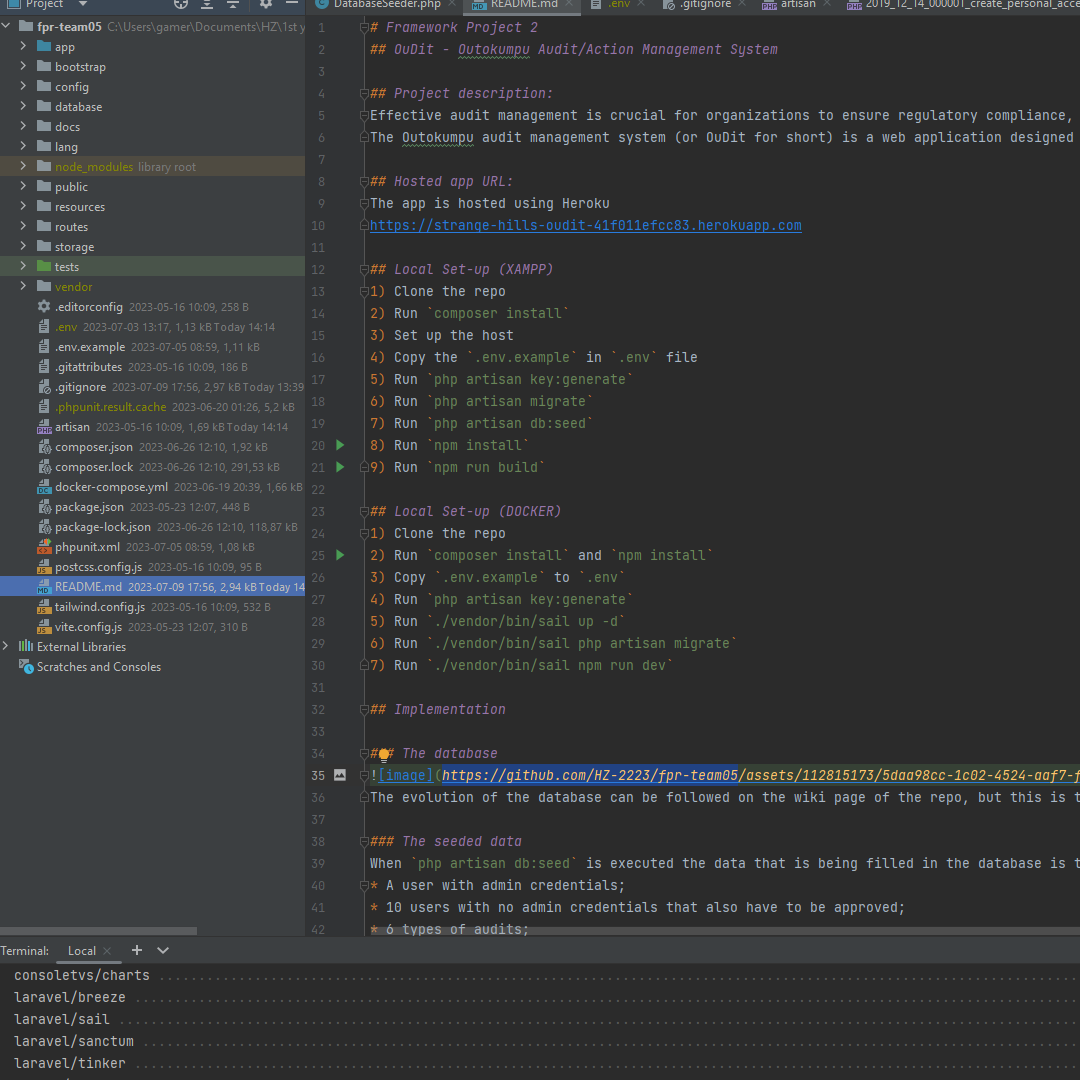 Project
DatabaseSeeder.php
README.md
.env
.gitignore
artisan
2019_12_14_000001_create_personal_acce
fpr-team05 C:\Users\gamer\Documents\HZ\1st y
app
bootstrap
config
database
docs
lang
node_modules library root
public
resources
routes
storage
tests
vendor
.editorconfig 2023-05-16 10:09, 258 B
.env 2023-07-03 13:17, 1,13 kB Today 14:14
.env.example 2023-07-05 08:59, 1,11 kB
.gitattributes 2023-05-16 10:09, 186 B
.gitignore 2023-07-09 17:56, 2,97 kB Today 13:39
.phpunit.result.cache 2023-06-20 01:26, 5,2 kB
artisan 2023-05-16 10:09, 1,69 kB Today 14:14
composer.json 2023-06-26 12:10, 1,92 kB
composer.lock 2023-06-26 12:10, 291,53 kB
docker-compose.yml 2023-06-19 20:39, 1,66 kB
package.json 2023-05-23 12:07, 448 B
package-lock.json 2023-06-26 12:10, 118,87 kB
phpunit.xml 2023-07-05 08:59, 1,08 kB
postcss.config.js 2023-05-16 10:09, 95 B
README.md 2023-07-09 17:56, 2,94 kB Today 14
tailwind.config.js 2023-05-16 10:09, 532 B
vite.config.js 2023-05-23 12:07, 310 B
External Libraries
Scratches and Consoles
1 # Framework Project 2
2 ## OuDit - Outokumpu Audit/Action Management System
3
4 ## Project description:
5 Effective audit management is crucial for organizations to ensure regulatory compliance,
6 The Outokumpu audit management system (or OuDit for short) is a web application designed
7
8 ## Hosted app URL:
9 The app is hosted using Heroku
10 https://strange-hills-oudit-41f011efcc83.herokuapp.com
11
12 ## Local Set-up (XAMPP)
13 1) Clone the repo
14 2) Run `composer install`
15 3) Set up the host
16 4) Copy the `.env.example` in `.env` file
17 5) Run `php artisan key:generate`
18 6) Run `php artisan migrate`
19 7) Run `php artisan db:seed`
20 8) Run `npm install`
21 9) Run `npm run build`
22
23 ## Local Set-up (DOCKER)
24 1) Clone the repo
25 2) Run `composer install` and `npm install`
26 3) Copy `.env.example` to `.env`
27 4) Run `php artisan key:generate`
28 5) Run `./vendor/bin/sail up -d`
29 6) Run `./vendor/bin/sail php artisan migrate`
30 7) Run `./vendor/bin/sail npm run dev`
31
32 ## Implementation
33
34 ### The database
35 ![image](https://github.com/HZ-2223/fpr-team05/assets/112815173/5daa98cc-1c02-4524-aaf7-f
36 The evolution of the database can be followed on the wiki page of the repo, but this is t
37
38 ### The seeded data
39 When `php artisan db:seed` is executed the data that is being filled in the database is t
40 * A user with admin credentials;
41 * 10 users with no admin credentials that also have to be approved;
42 * 6 types of audits;
Terminal: Local
consoletvs/charts
laravel/breeze
laravel/sail
laravel/sanctum
laravel/tinker